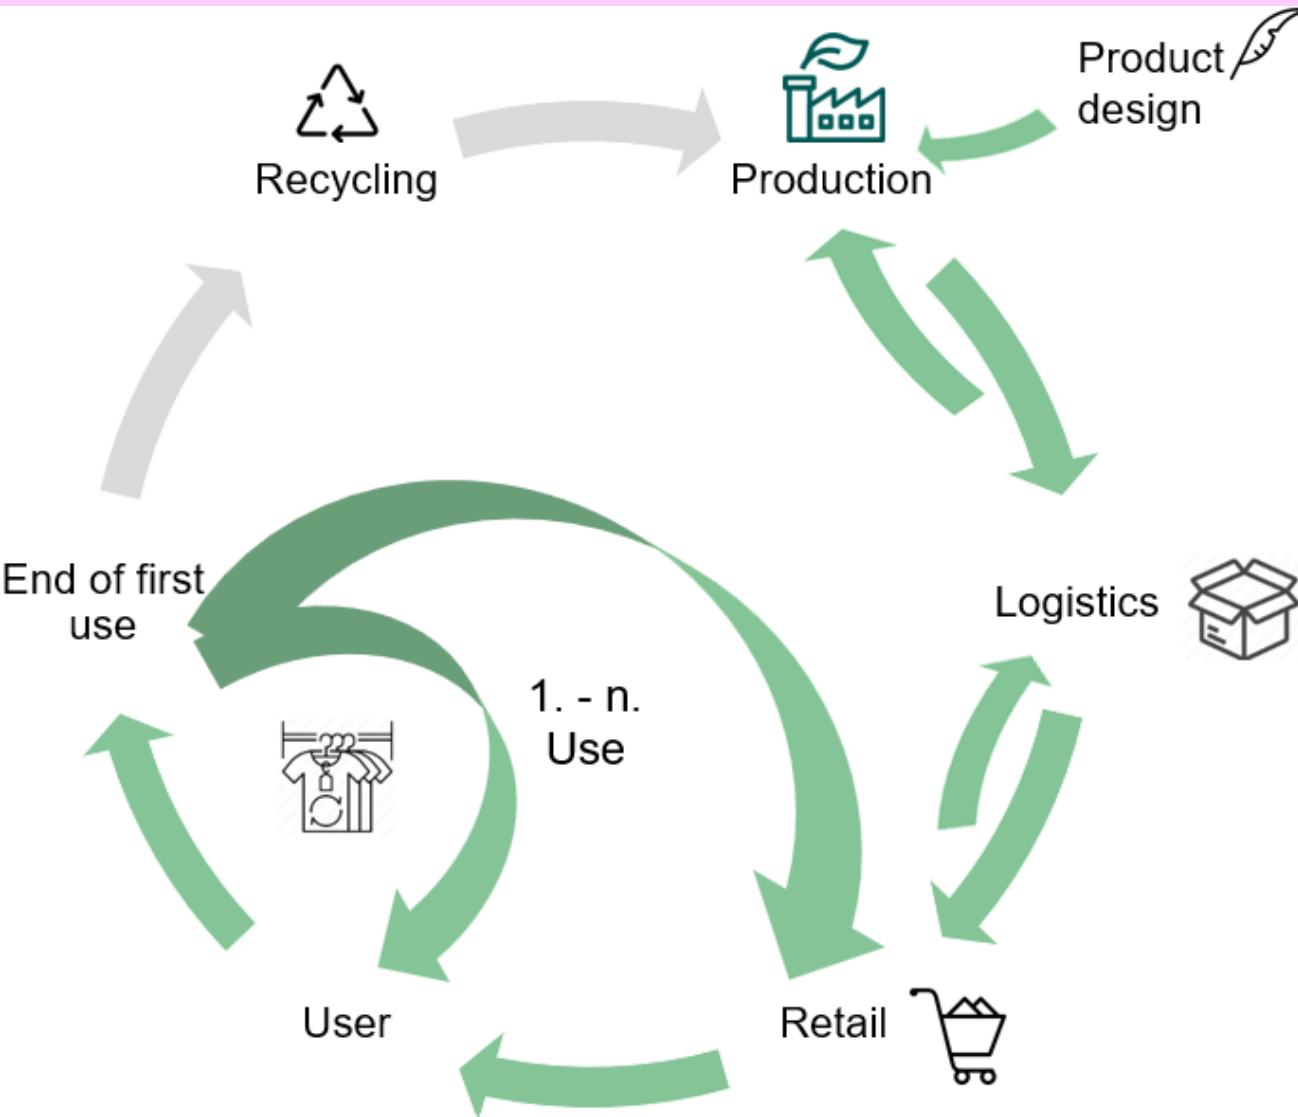 Product
design
Recycling
Production
End of first
use
Logistics
1. - n.
Use
User
Retail